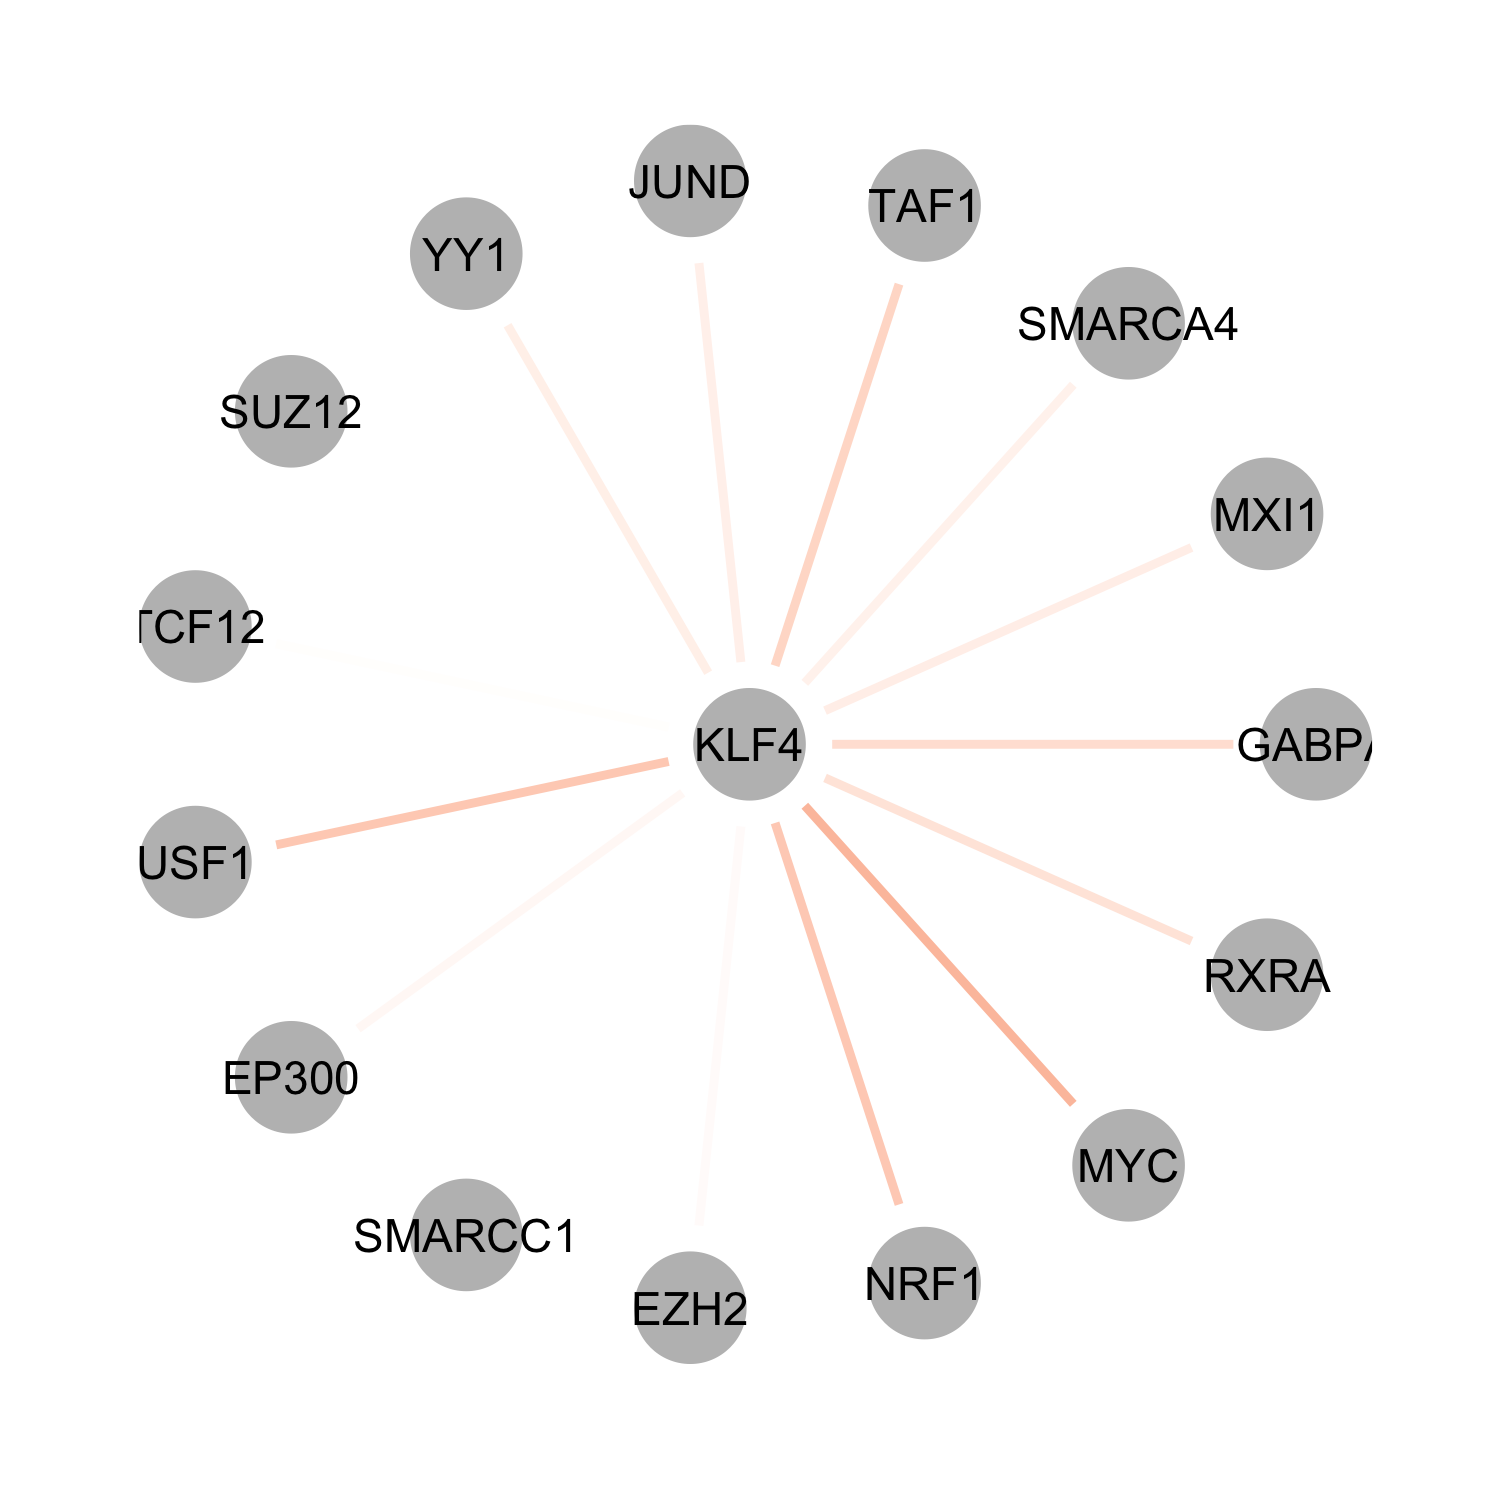 JUND
TAF1
YY1
SMARCA4
SUZ12
MXI1
TCF12
KLF4
GABPA
USF1
RXRA
EP300
MYC
SMARCC1
NRF1
EZH2